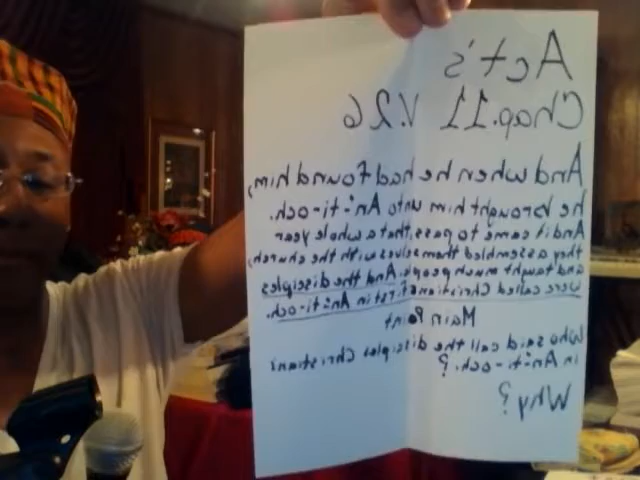 Act's
Chap.11 V.26
And when he had found him,
he brought him unto An-ti-och.
And it came to pass, that a whole year
they assembled themselves with the church,
and taught much people. And the disciples
were called Christians first in An-ti-och.
Main Point
Who said call the disciples Christians
in An-ti-och.?
Why?